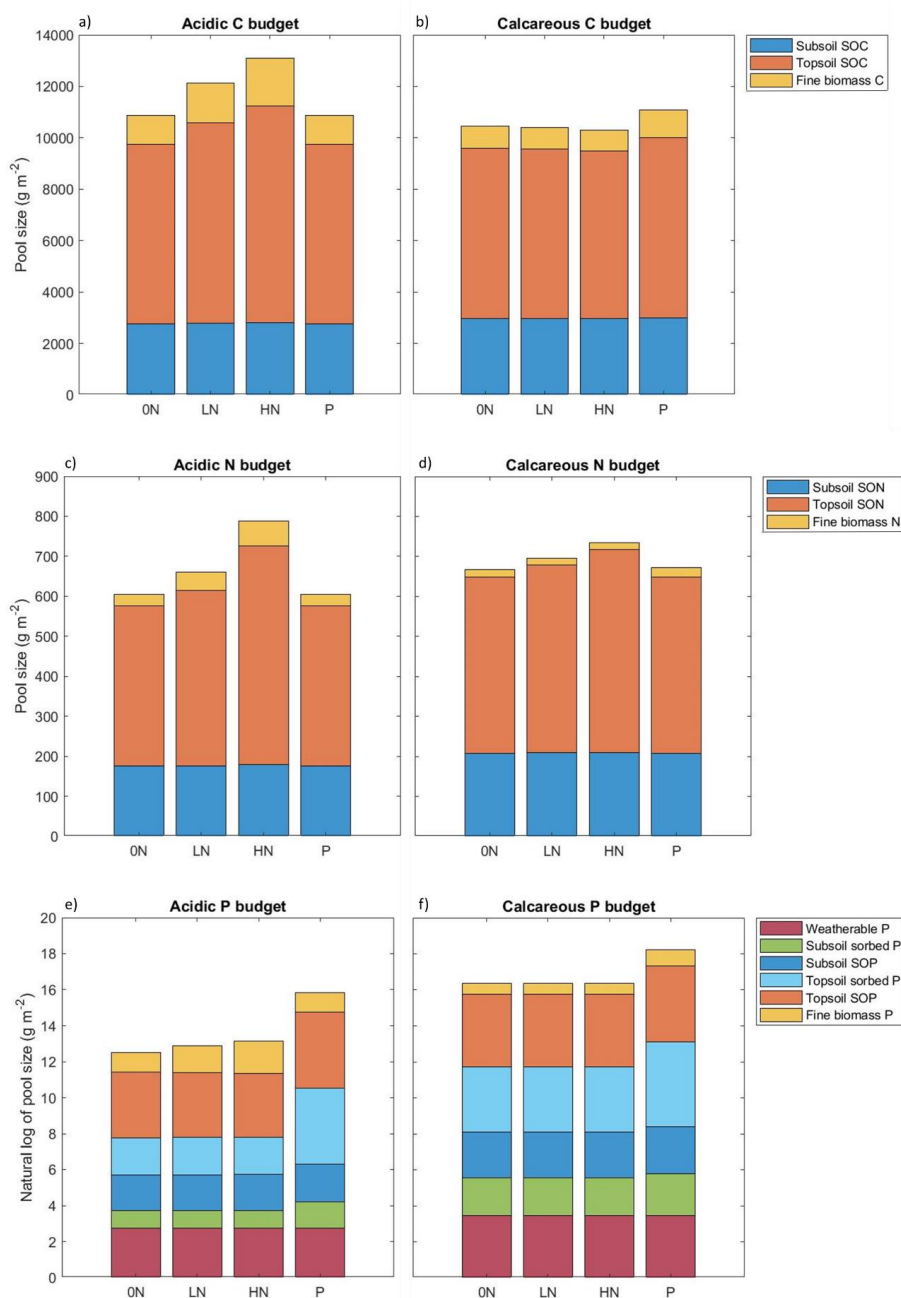 a)
Acidic C budget
b)
Calcareous C budget
14000
12000
10000
8000
6000
4000
2000
0
Pool size (g m⁻²)
0N LN HN P
0N LN HN P
Subsoil SOC
Topsoil SOC
Fine biomass C
c)
Acidic N budget
d)
Calcareous N budget
900
800
700
600
500
400
300
200
100
0
Pool size (g m⁻²)
0N LN HN P
0N LN HN P
Subsoil SON
Topsoil SON
Fine biomass N
e)
Acidic P budget
f)
Calcareous P budget
20
18
16
14
12
10
8
6
4
2
0
Natural log of pool size (g m⁻²)
0N LN HN P
0N LN HN P
Weatherable P
Subsoil sorbed P
Subsoil SOP
Topsoil sorbed P
Topsoil SOP
Fine biomass P